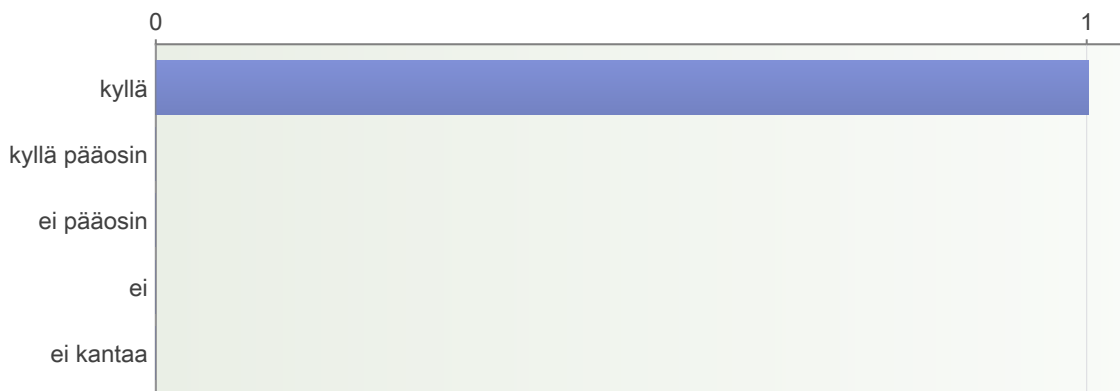 0 1
kyllä
kyllä pääosin
ei pääosin
ei
ei kantaa